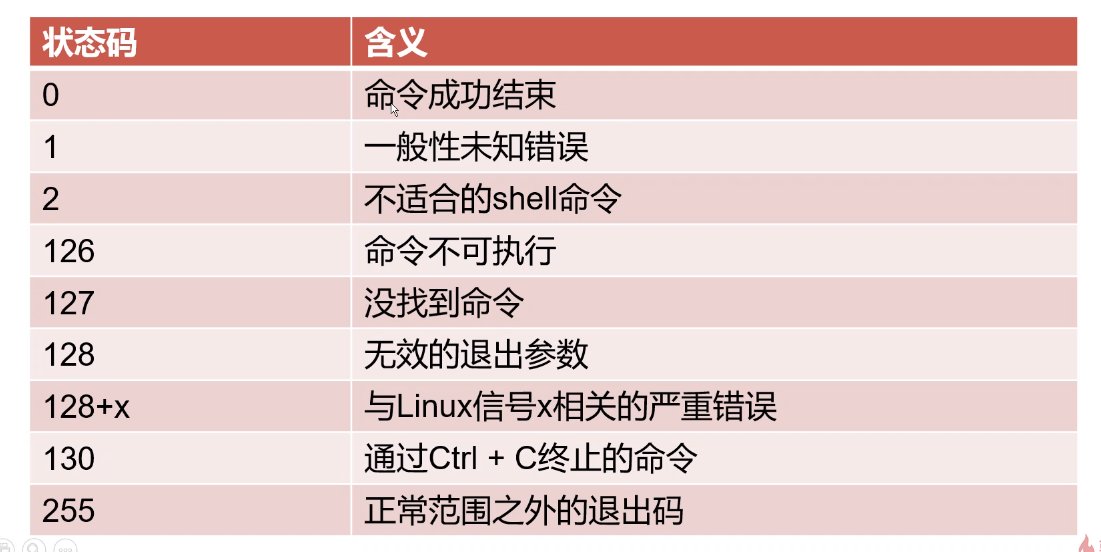 状态码 含义
0 命令成功结束
1 一般性未知错误
2 不适合的shell命令
126 命令不可执行
127 没找到命令
128 无效的退出参数
128+x 与Linux信号x相关的严重错误
130 通过Ctrl + C终止的命令
255 正常范围之外的退出码